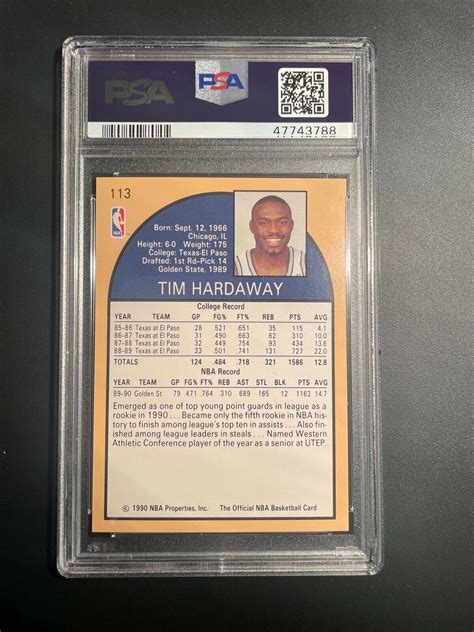 PSA
PSA
47743788
113
NBA
Born: Sept. 12, 1966
Chicago, IL
Height: 6-0 Weight: 175
College: Texas-El Paso
Drafted: 1st Rd-Pick 14
Golden State, 1989
TIM HARDAWAY
College Record
YEAR TEAM GP FG% FT% REB PTS AVG
85-86 Texas at El Paso 28 .521 .651 35 115 4.1
86-87 Texas at El Paso 31 .490 .663 62 310 10.0
87-88 Texas at El Paso 32 .449 .754 93 434 13.6
88-89 Texas at El Paso 33 .501 .741 131 727 22.0
TOTALS 124 .484 .718 321 1586 12.8
NBA Record
YEAR TEAM GP FG% FT% REB AST STL BK PTS AVG
89-90 Golden St. 79 .471 .764 310 689 165 12 1162 14.7
Emerged as one of top young point guards in league as a
rookie in 1990 . . . Became only the fifth rookie in NBA
history to finish among league's top ten in assists . . . Also fin-
ished among league leaders in steals . . . Named Western
Athletic Conference player of the year as a senior at UTEP.
© 1990 NBA Properties, Inc. The Official NBA Basketball Card